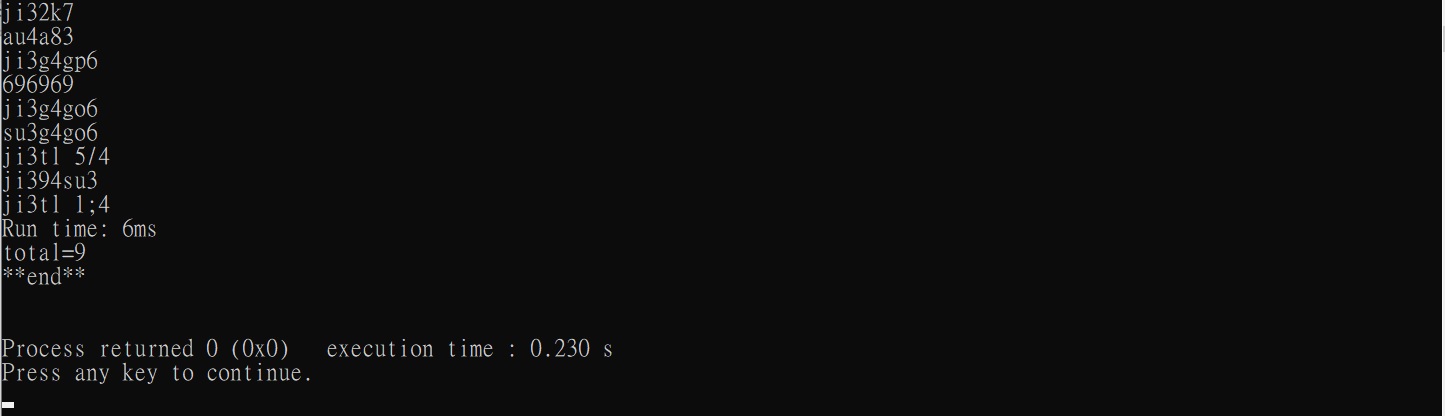 ji32k7
au4a83
ji3g4gp6
696969
ji3g4go6
su3g4go6
ji3tl 5/4
ji394su3
ji3tl 1;4
Run time: 6ms
total=9
**end**
Process returned 0 (0x0)   execution time : 0.230 s
Press any key to continue.